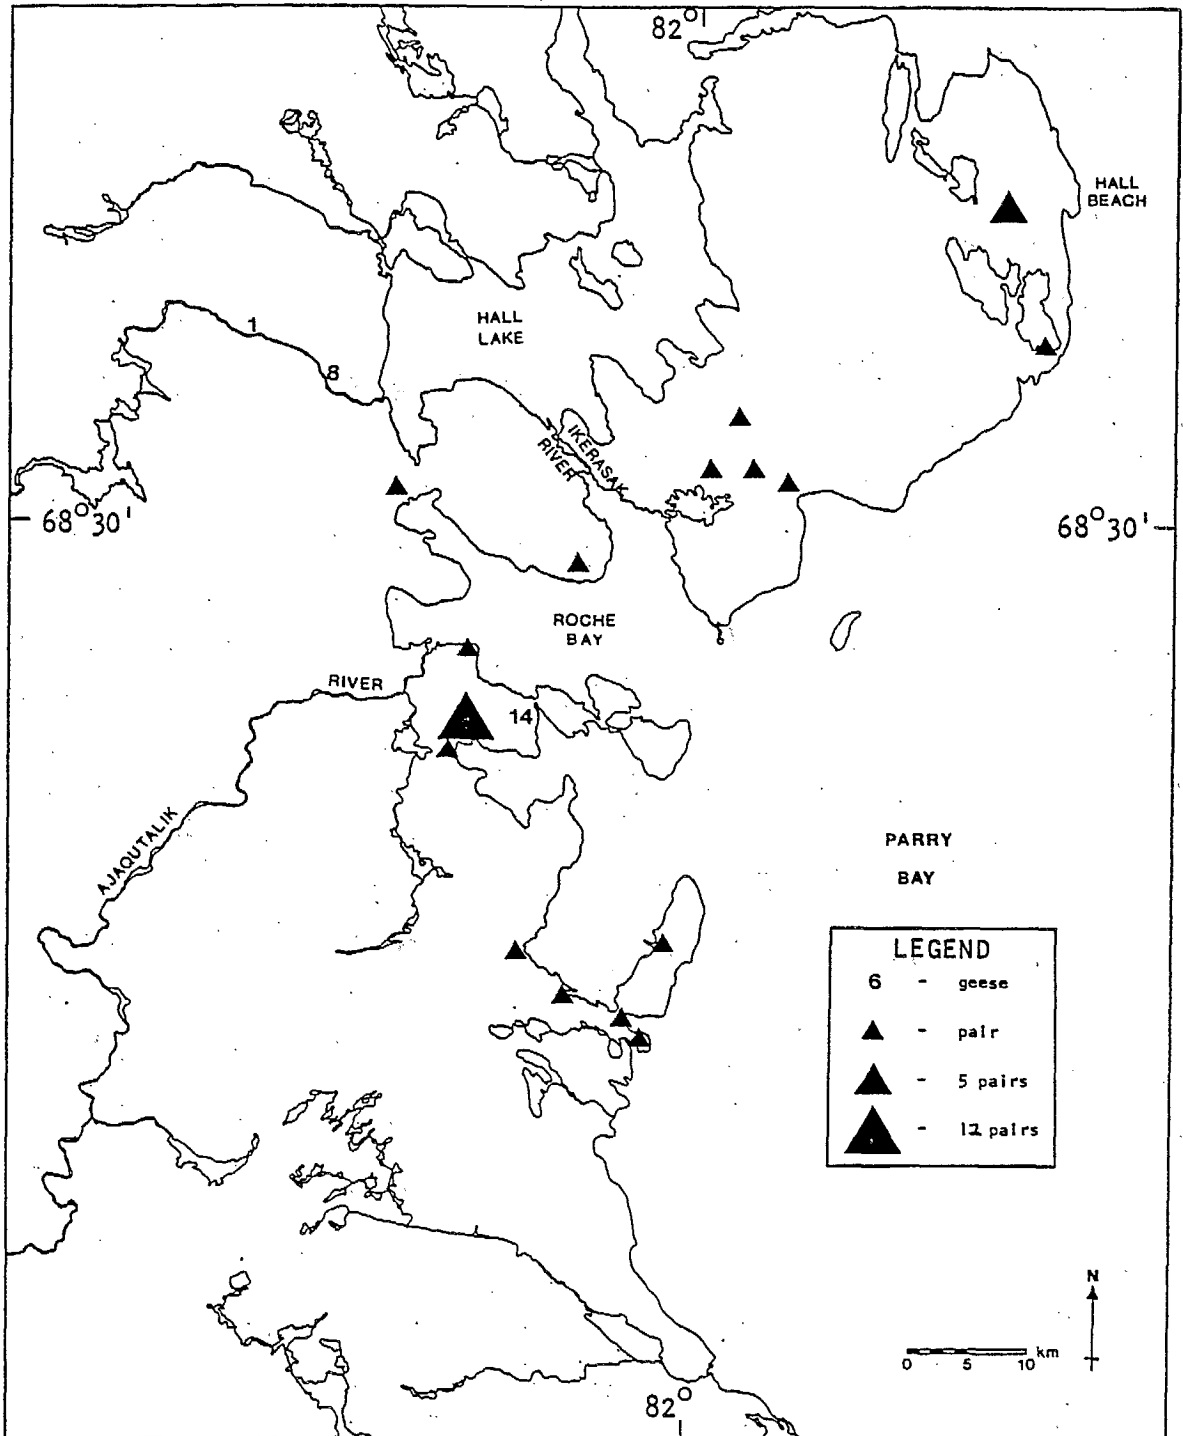 82°
HALL
BEACH
HALL
LAKE
1
8
IKERASAK
RIVER
68° 30'
68° 30'
ROCHE
BAY
RIVER
14
AJAQUTALIK
PARRY
BAY
LEGEND
6 - geese
- pair
- 5 pairs
- 12 pairs
N
km
0 5 10
82°